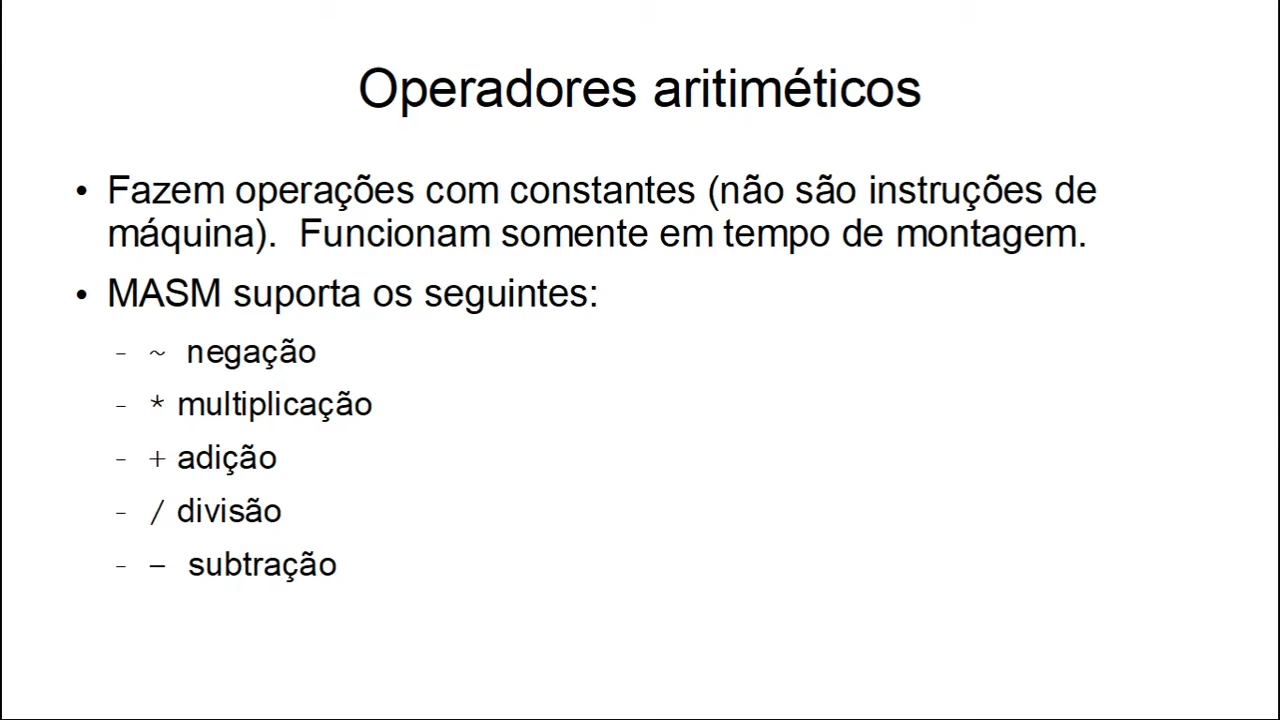 Operadores aritiméticos
• Fazem operações com constantes (não são instruções de
máquina).  Funcionam somente em tempo de montagem.
• MASM suporta os seguintes:
– ~ negação
– * multiplicação
– + adição
– / divisão
– − subtração